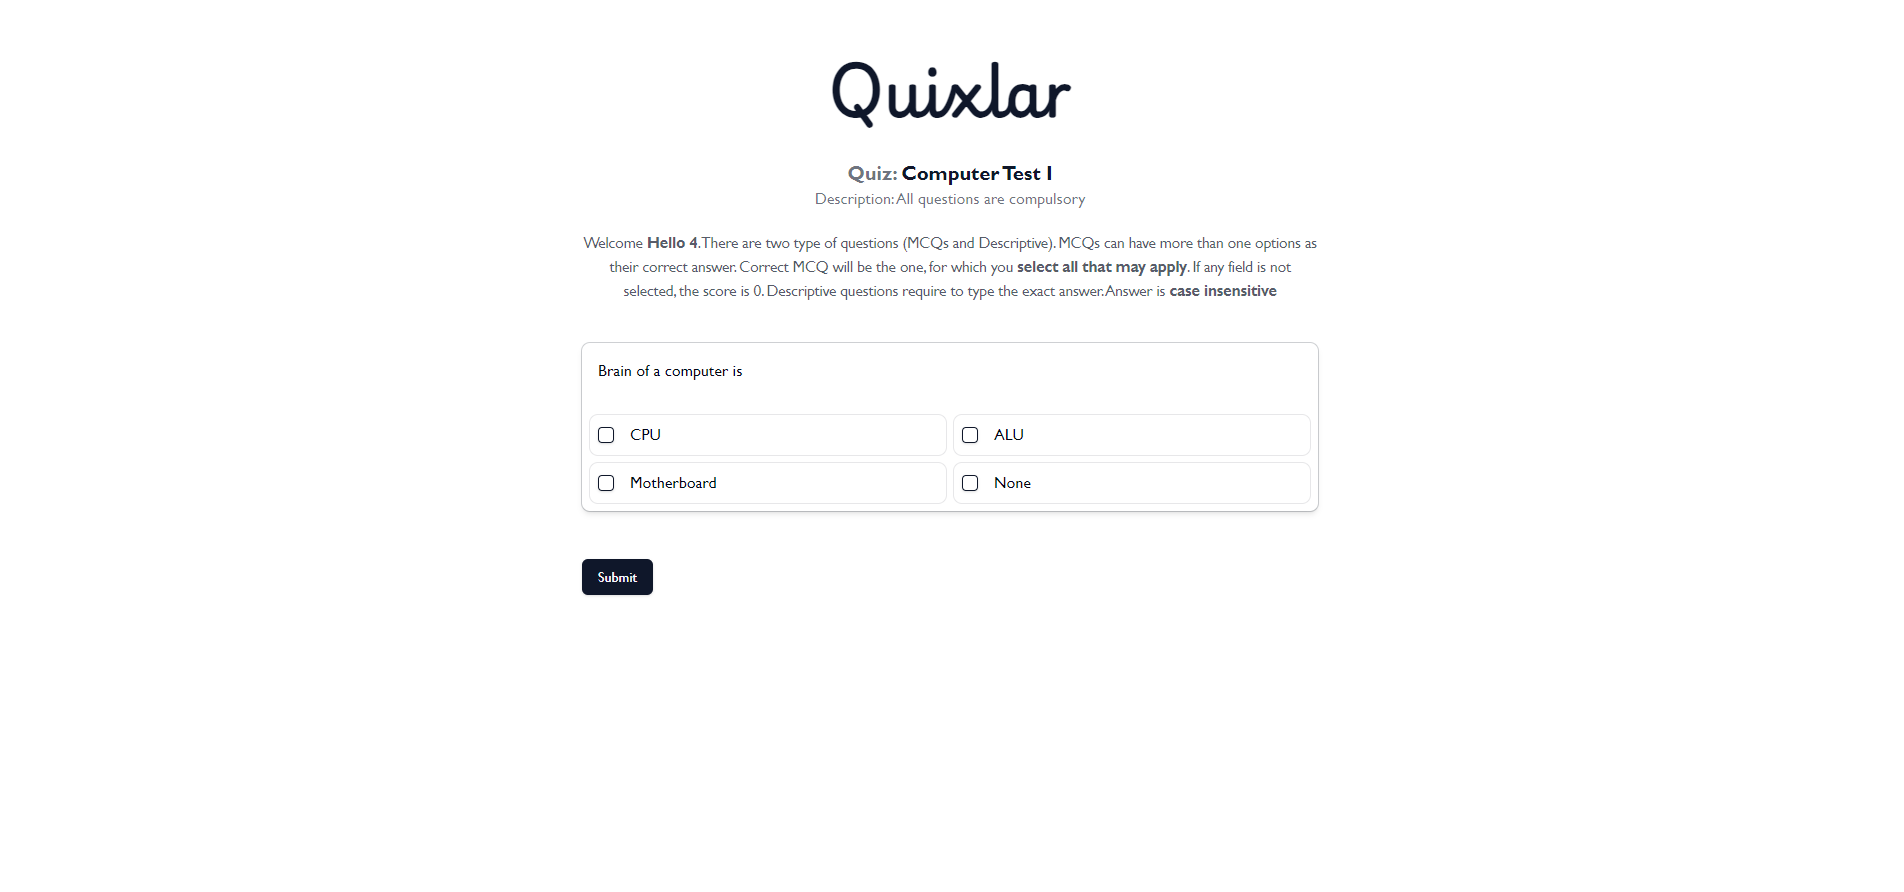 Quixlar
Quiz: Computer Test 1
Description: All questions are compulsory
Welcome Hello 4. There are two type of questions (MCQs and Descriptive). MCQs can have more than one options as
their correct answer. Correct MCQ will be the one, for which you select all that may apply. If any field is not
selected, the score is 0. Descriptive questions require to type the exact answer. Answer is case insensitive
Brain of a computer is
CPU
ALU
Motherboard
None
Submit